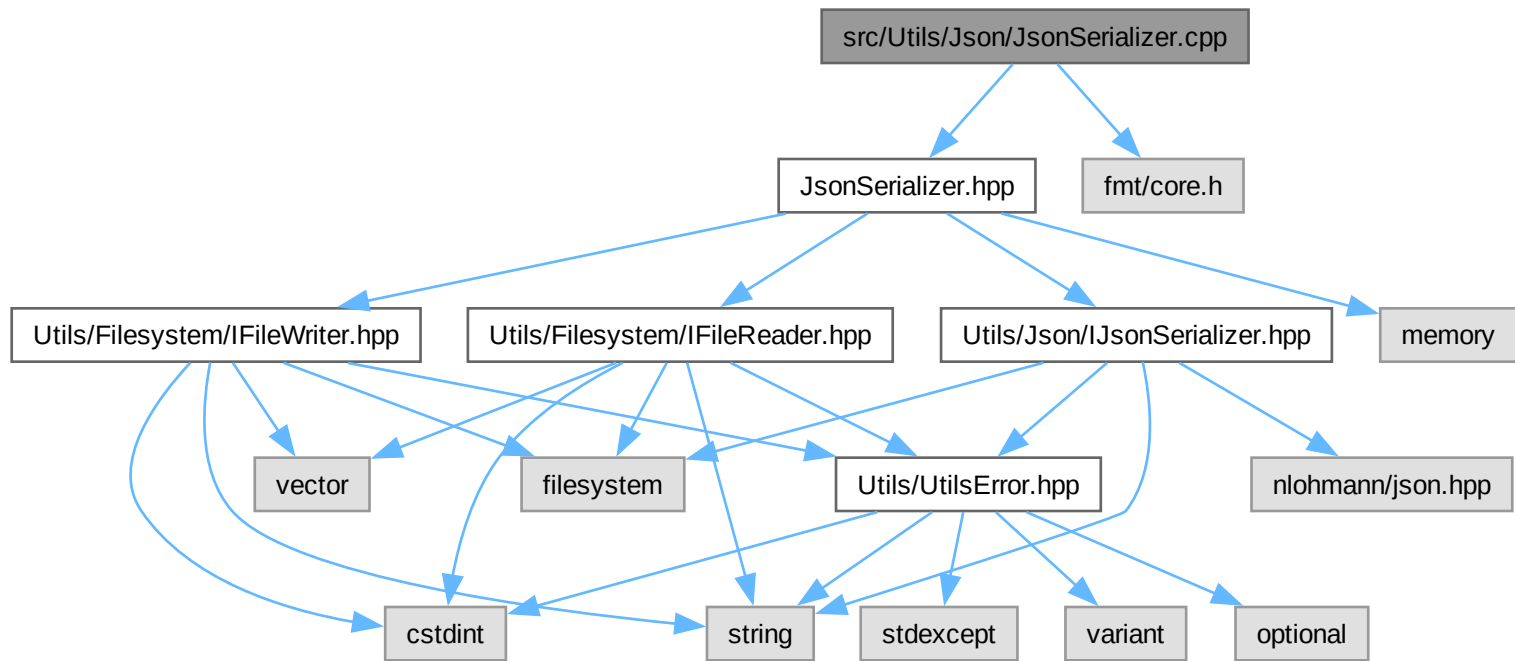 src/Utils/Json/JsonSerializer.cpp
JsonSerializer.hpp
fmt/core.h
Utils/Filesystem/IFileWriter.hpp
Utils/Filesystem/IFileReader.hpp
Utils/Json/IJsonSerializer.hpp
memory
vector
filesystem
Utils/UtilsError.hpp
nlohmann/json.hpp
cstdint
string
stdexcept
variant
optional